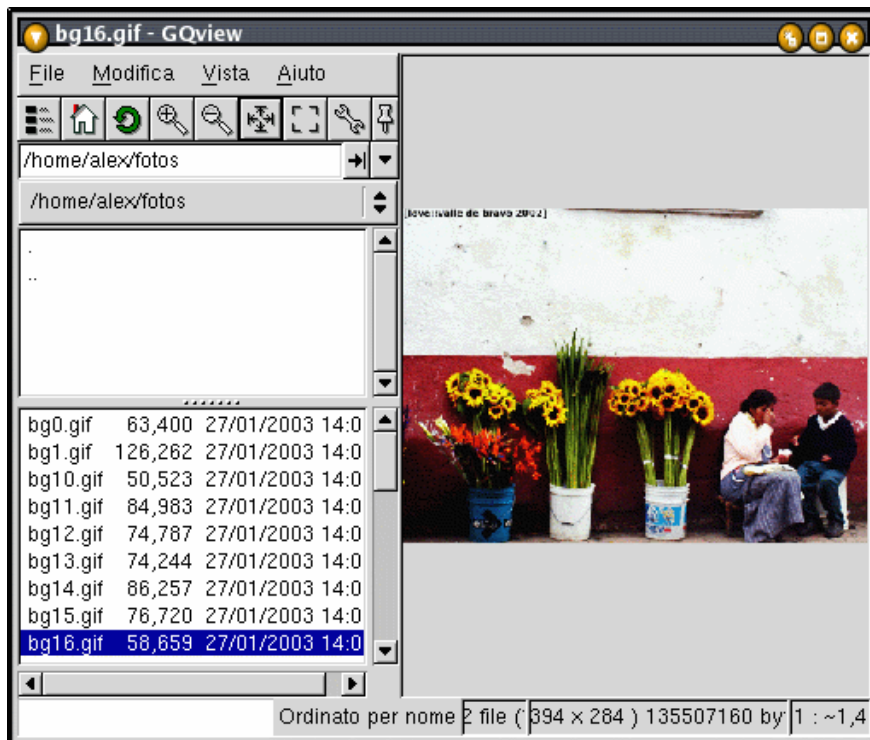 bg16.gif - GQview
File Modifica Vista Aiuto
/home/alex/fotos
/home/alex/fotos
.
..
bg0.gif 63,400 27/01/2003 14:0
bg1.gif 126,262 27/01/2003 14:0
bg10.gif 50,523 27/01/2003 14:0
bg11.gif 84,983 27/01/2003 14:0
bg12.gif 74,787 27/01/2003 14:0
bg13.gif 74,244 27/01/2003 14:0
bg14.gif 86,257 27/01/2003 14:0
bg15.gif 76,720 27/01/2003 14:0
bg16.gif 58,659 27/01/2003 14:0
[love::valle de bravo 2002]
Ordinato per nome 2 file ( 394 x 284 ) 135507160 by 1 : ~1,4